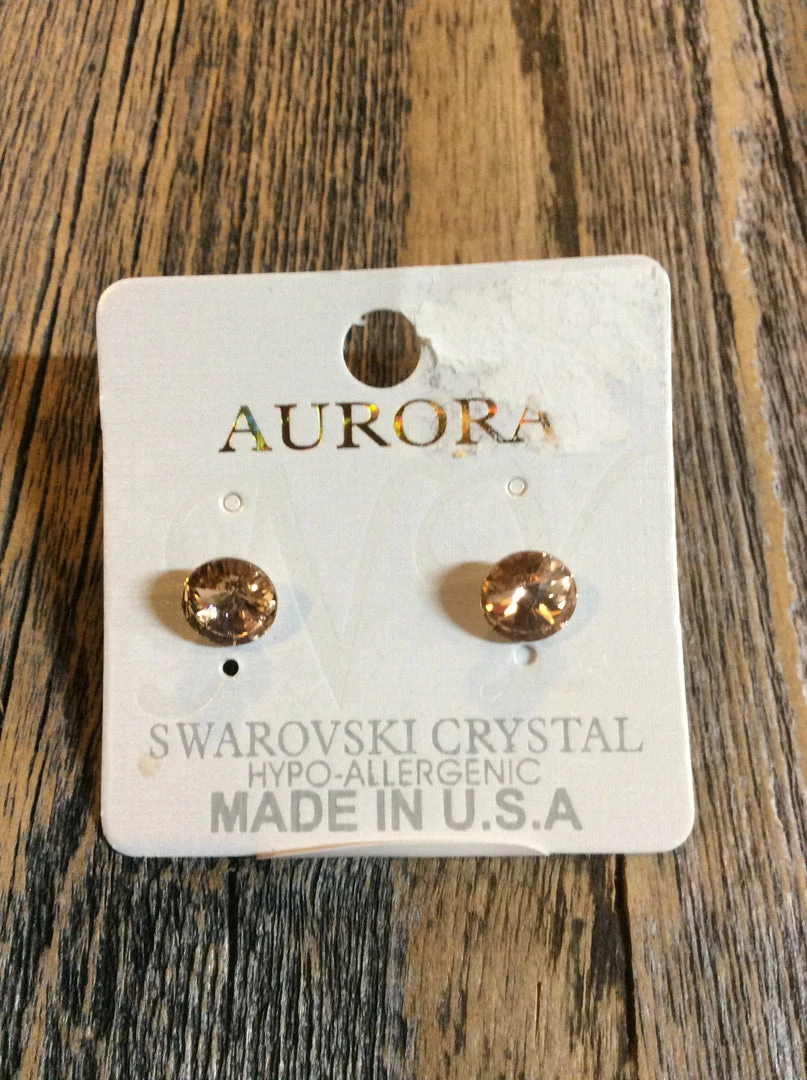 AURORA
SWAROVSKI CRYSTAL
HYPO-ALLERGENIC
MADE IN U.S.A